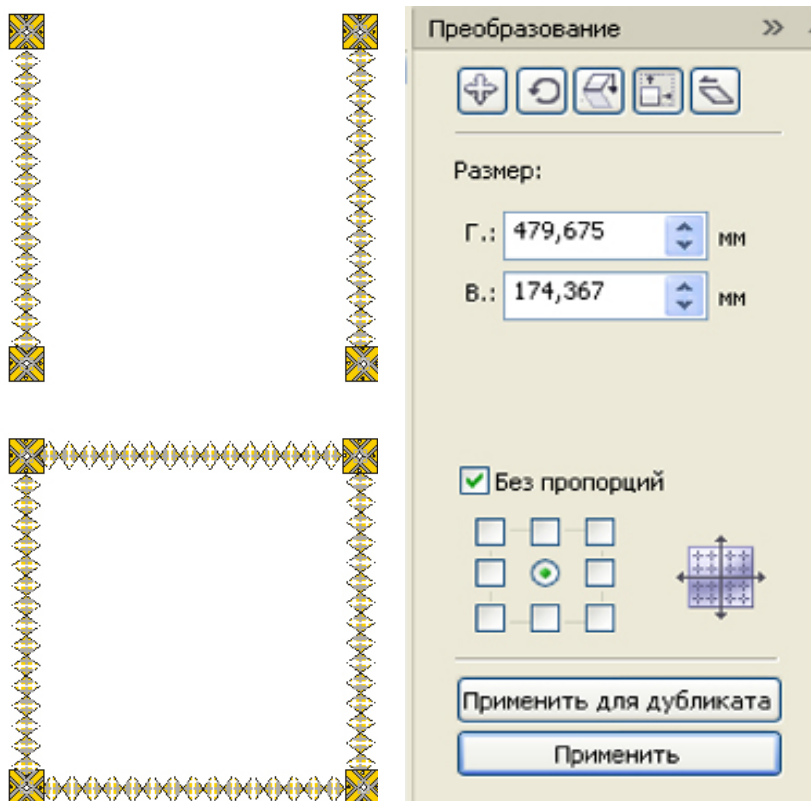 Преобразование
Размер:
Г.: 479,675 мм
В.: 174,367 мм
Без пропорций
Применить для дубликата
Применить